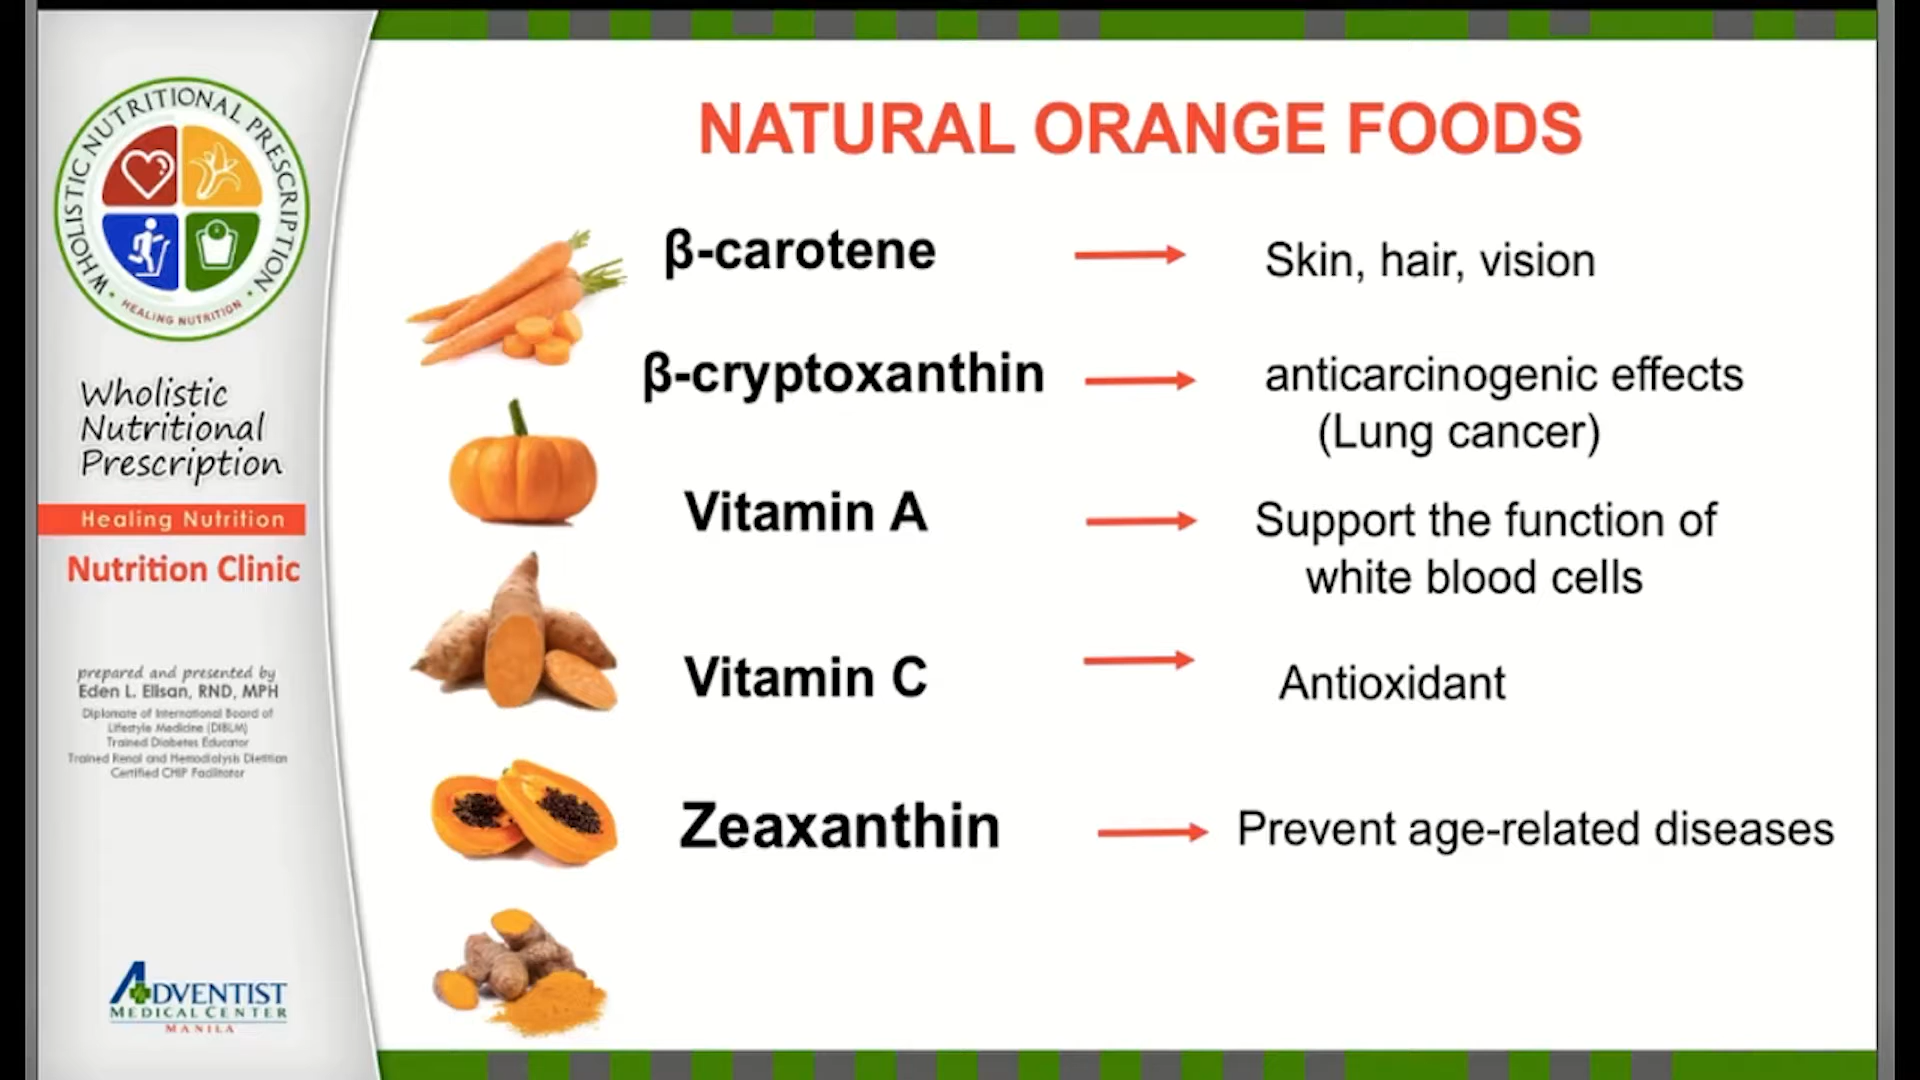 WHOLISTIC NUTRITIONAL PRESCRIPTION
HEALING NUTRITION
Wholistic
Nutritional
Prescription
Healing Nutrition
Nutrition Clinic
prepared and presented by
Eden L. Elisan, RND, MPH
Diplomate of International Board of
Lifestyle Medicine (DIBLM)
Trained Diabetes Educator
Trained Renal and Hemodialysis Dietitian
Certified CHIP Facilitator
ADVENTIST
MEDICAL CENTER
MANILA
NATURAL ORANGE FOODS
β-carotene
Skin, hair, vision
β-cryptoxanthin
anticarcinogenic effects
(Lung cancer)
Vitamin A
Support the function of
white blood cells
Vitamin C
Antioxidant
Zeaxanthin
Prevent age-related diseases